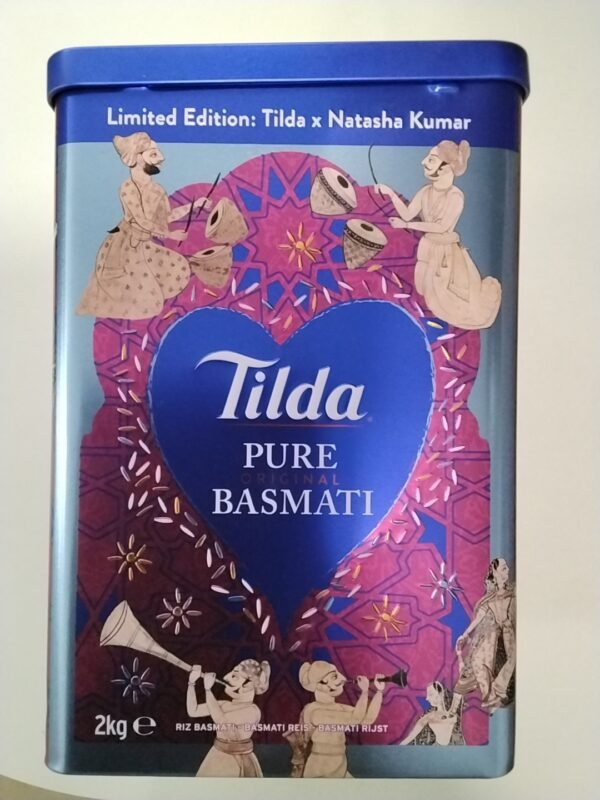 Limited Edition: Tilda x Natasha Kumar
Tilda
PURE
ORIGINAL
BASMATI
2kg ℮
RIZ BASMATI · BASMATI REIS · BASMATI RIJST